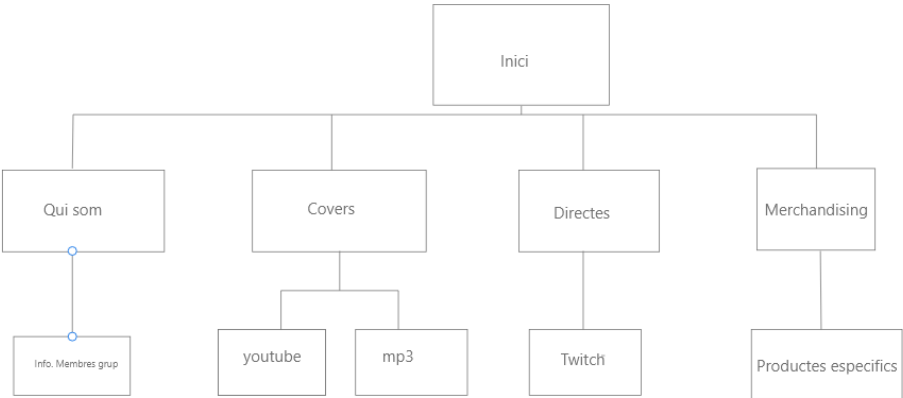 Inici
Qui som
Covers
Directes
Merchandising
Info. Membres grup
youtube
mp3
Twitch
Productes especifics